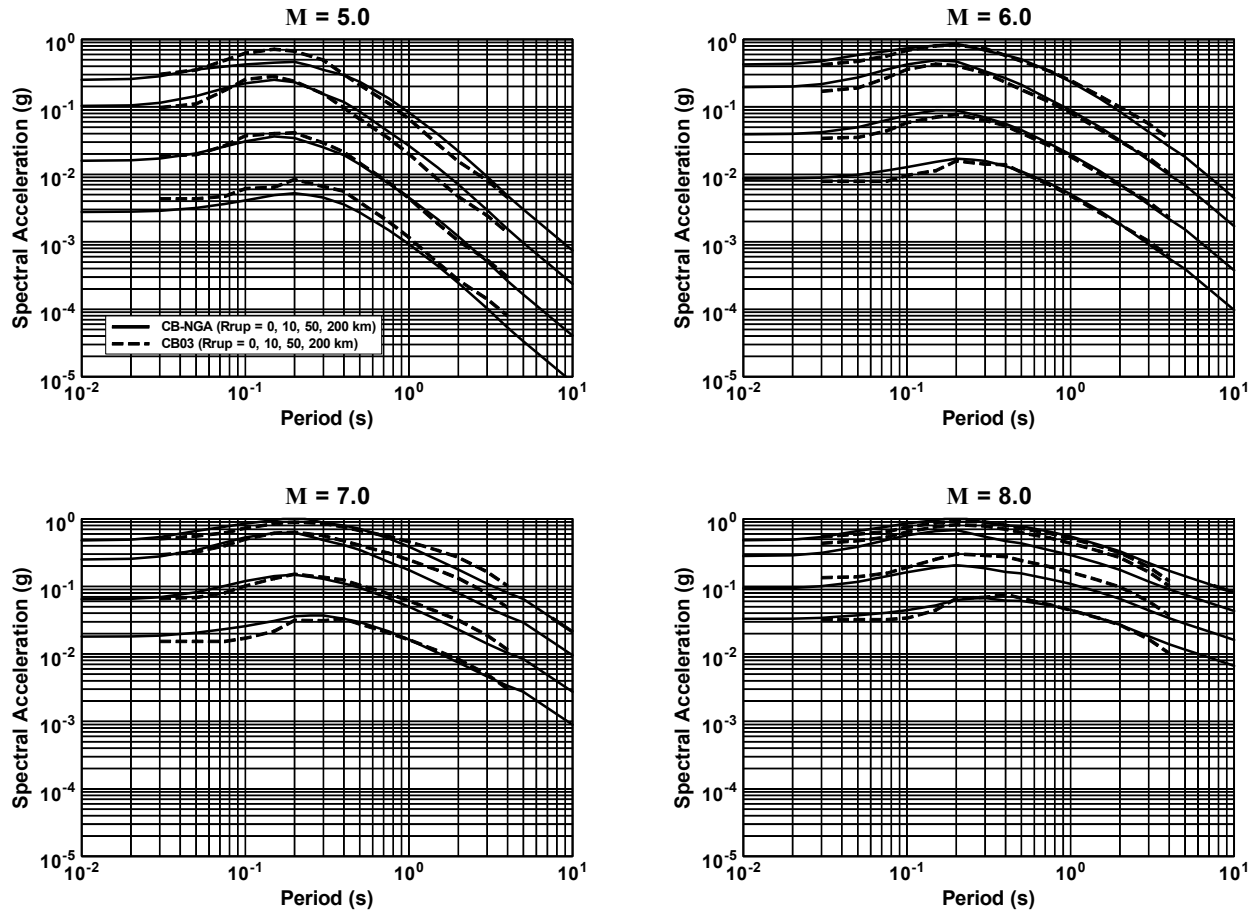 M = 5.0
Spectral Acceleration (g)
10^0
10^-1
10^-2
10^-3
10^-4
10^-5
CB-NGA (Rrup = 0, 10, 50, 200 km)
CB03 (Rrup = 0, 10, 50, 200 km)
10^-2
10^-1
10^0
10^1
Period (s)
M = 6.0
Spectral Acceleration (g)
10^0
10^-1
10^-2
10^-3
10^-4
10^-5
10^-2
10^-1
10^0
10^1
Period (s)
M = 7.0
Spectral Acceleration (g)
10^0
10^-1
10^-2
10^-3
10^-4
10^-5
10^-2
10^-1
10^0
10^1
Period (s)
M = 8.0
Spectral Acceleration (g)
10^0
10^-1
10^-2
10^-3
10^-4
10^-5
10^-2
10^-1
10^0
10^1
Period (s)